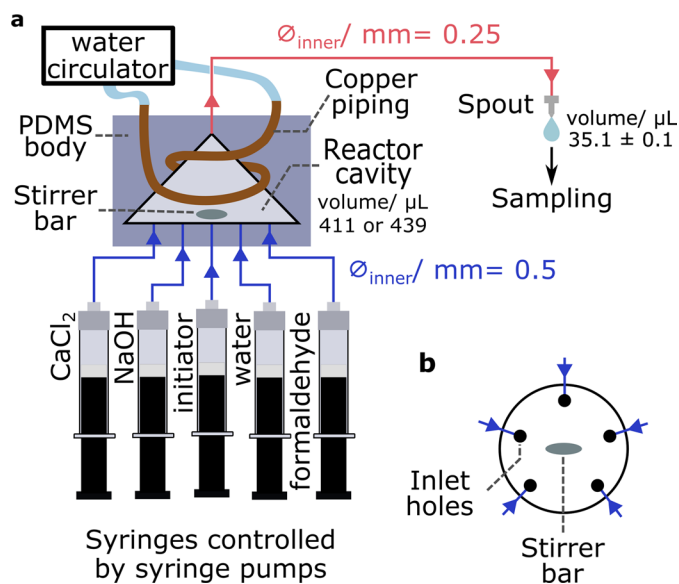 a
water
circulator
Ø_inner/ mm= 0.25
Copper
piping
PDMS
body
Spout
volume/ µL
35.1 ± 0.1
Reactor
cavity
volume/ µL
411 or 439
Stirrer
bar
Sampling
Ø_inner/ mm= 0.5
CaCl₂
NaOH
initiator
water
formaldehyde
Syringes controlled
by syringe pumps
b
Inlet
holes
Stirrer
bar